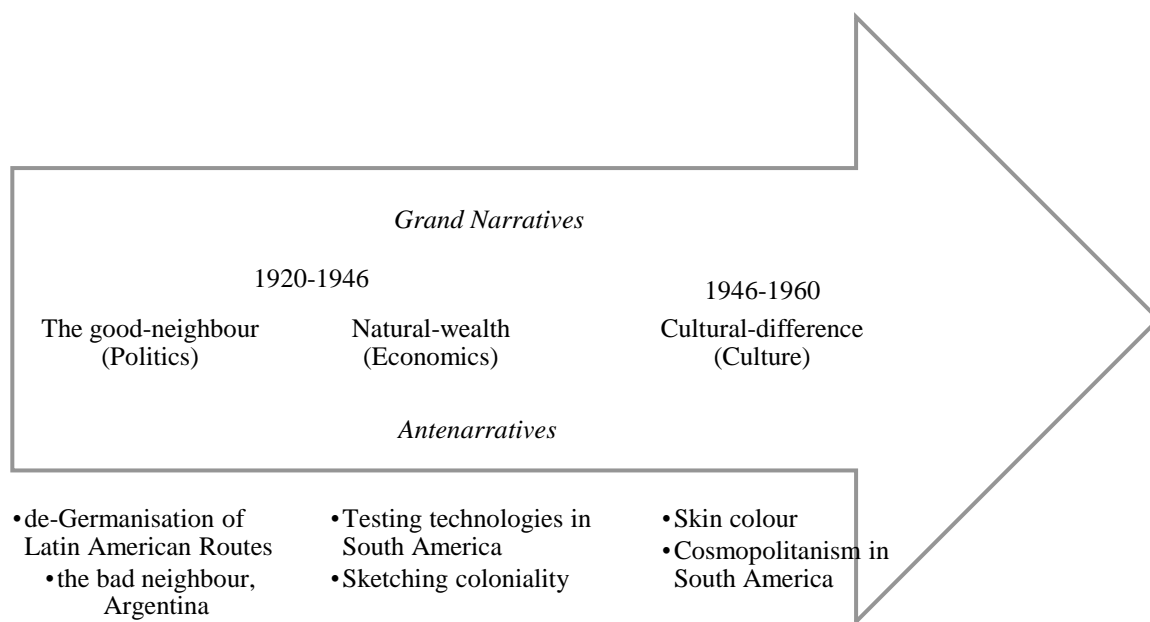 Grand Narratives
1920-1946
1946-1960
The good-neighbour
(Politics)
Natural-wealth
(Economics)
Cultural-difference
(Culture)
Antenarratives
•de-Germanisation of
Latin American Routes
•the bad neighbour,
Argentina
•Testing technologies in
South America
•Sketching coloniality
•Skin colour
•Cosmopolitanism in
South America